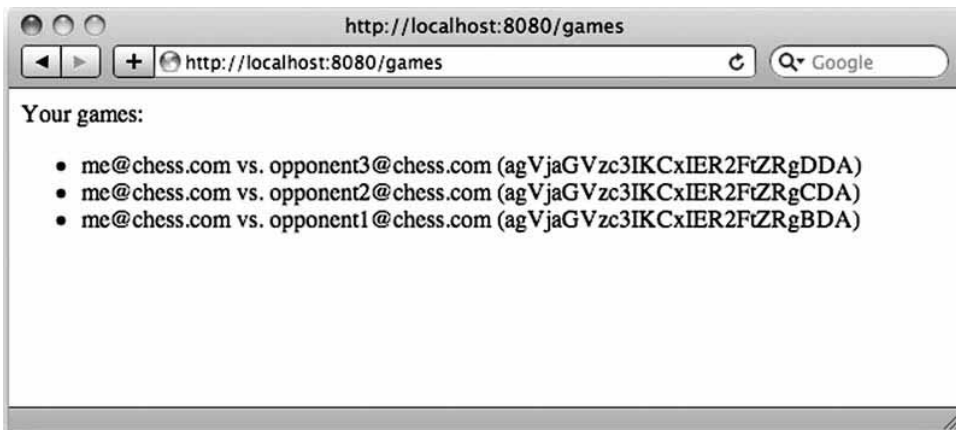 http://localhost:8080/games
http://localhost:8080/games
Google
Your games:
• me@chess.com vs. opponent3@chess.com (agVjaGVzc3IKCxIER2FtZRgDDA)
• me@chess.com vs. opponent2@chess.com (agVjaGVzc3IKCxIER2FtZRgCDA)
• me@chess.com vs. opponent1@chess.com (agVjaGVzc3IKCxIER2FtZRgBDA)